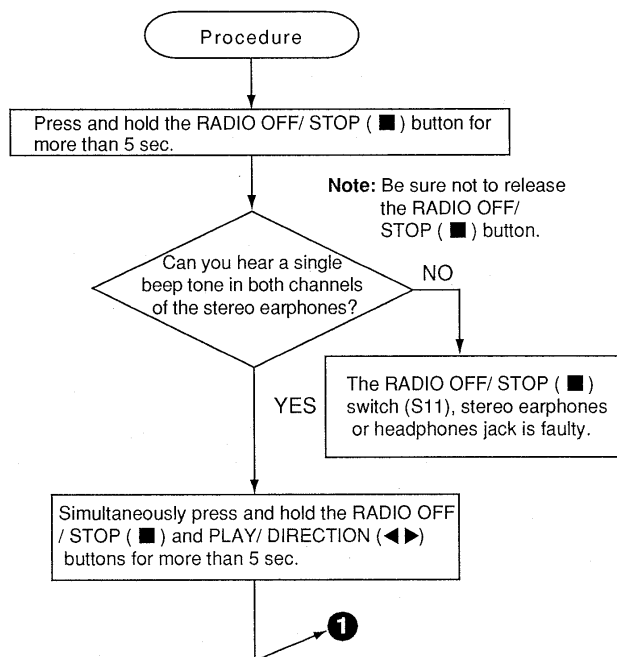 Procedure
Press and hold the RADIO OFF/ STOP ( ■ ) button for
more than 5 sec.
Note: Be sure not to release
the RADIO OFF/
STOP ( ■ ) button.
Can you hear a single
beep tone in both channels
of the stereo earphones?
NO
The RADIO OFF/ STOP ( ■ )
switch (S11), stereo earphones
or headphones jack is faulty.
YES
Simultaneously press and hold the RADIO OFF
/ STOP ( ■ ) and PLAY/ DIRECTION (◀ ▶)
buttons for more than 5 sec.
❶